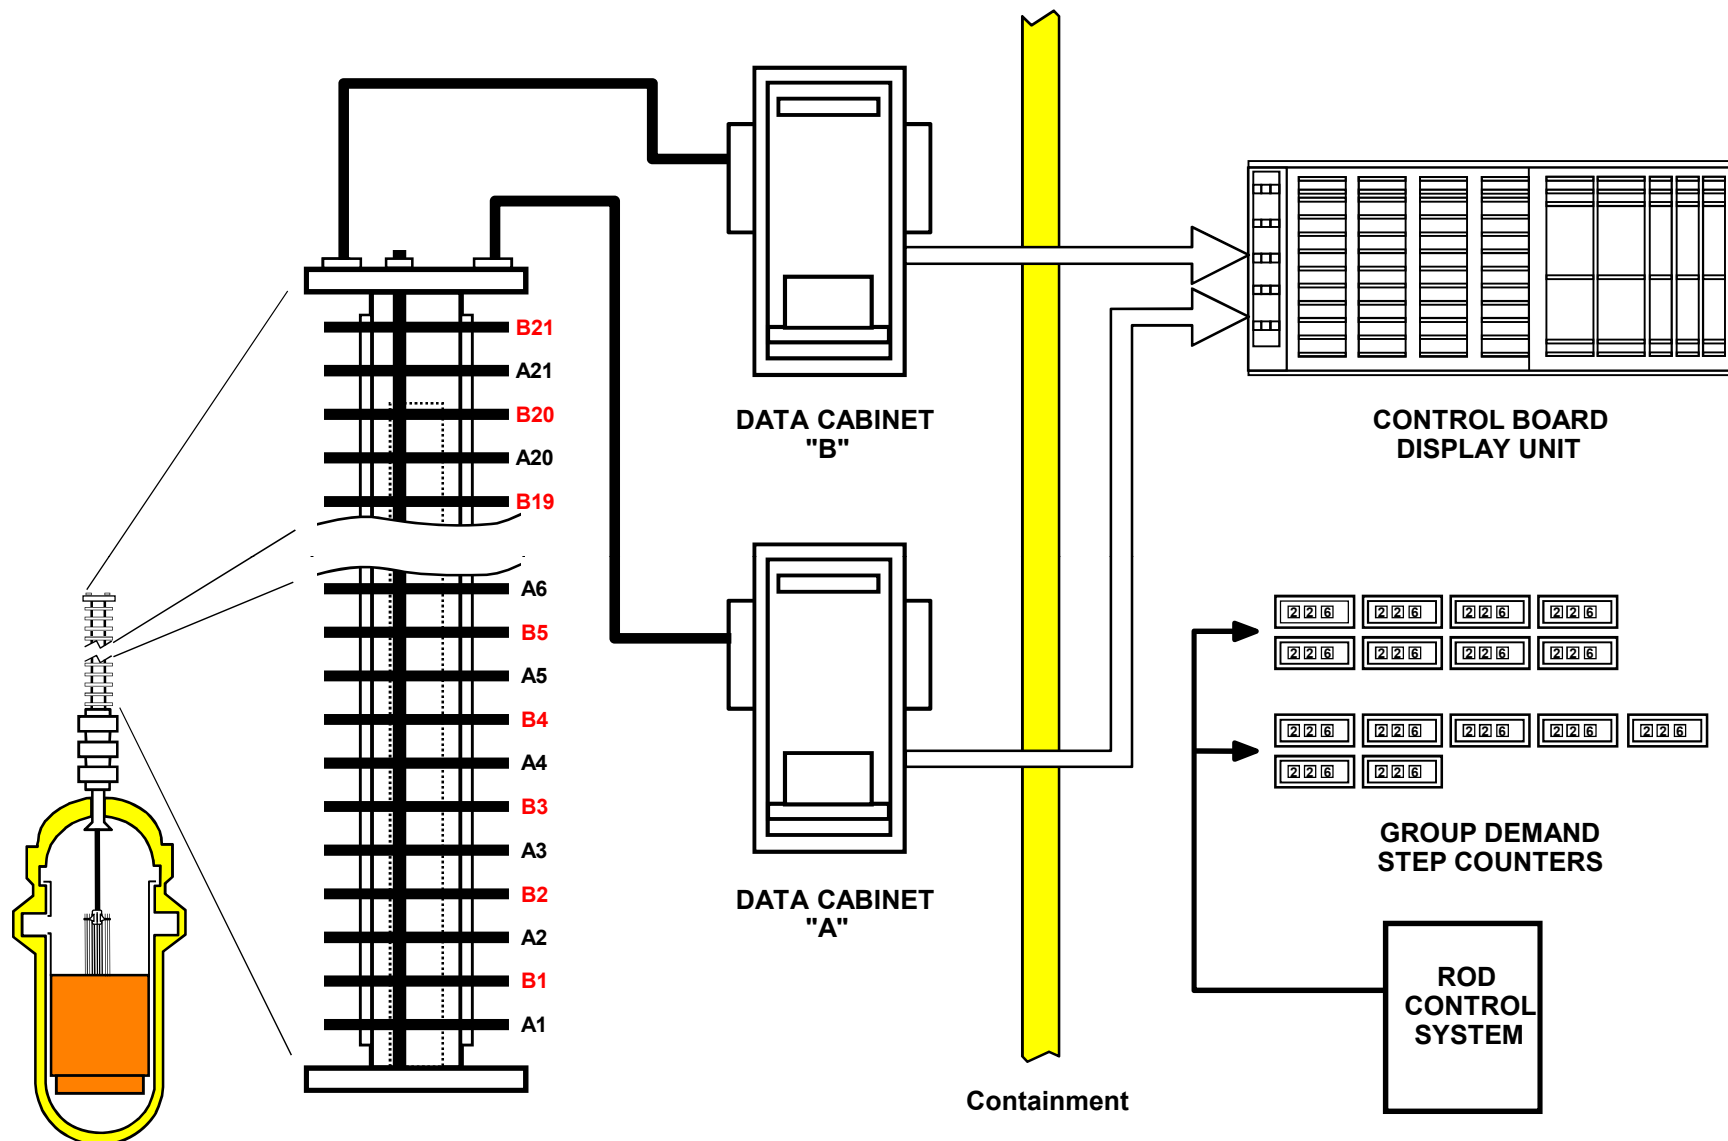 B21
A21
B20
A20
B19
A6
B5
A5
B4
A4
B3
A3
B2
A2
B1
A1
DATA CABINET
"B"
DATA CABINET
"A"
Containment
CONTROL BOARD
DISPLAY UNIT
226 226 226 226
226 226 226 226
226 226 226 226 226
226 226
GROUP DEMAND
STEP COUNTERS
ROD
CONTROL
SYSTEM